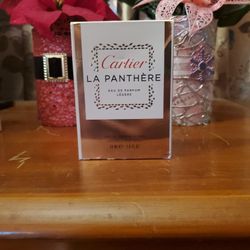 Cartier
LA PANTHÈRE
EAU DE PARFUM
LÉGÈRE